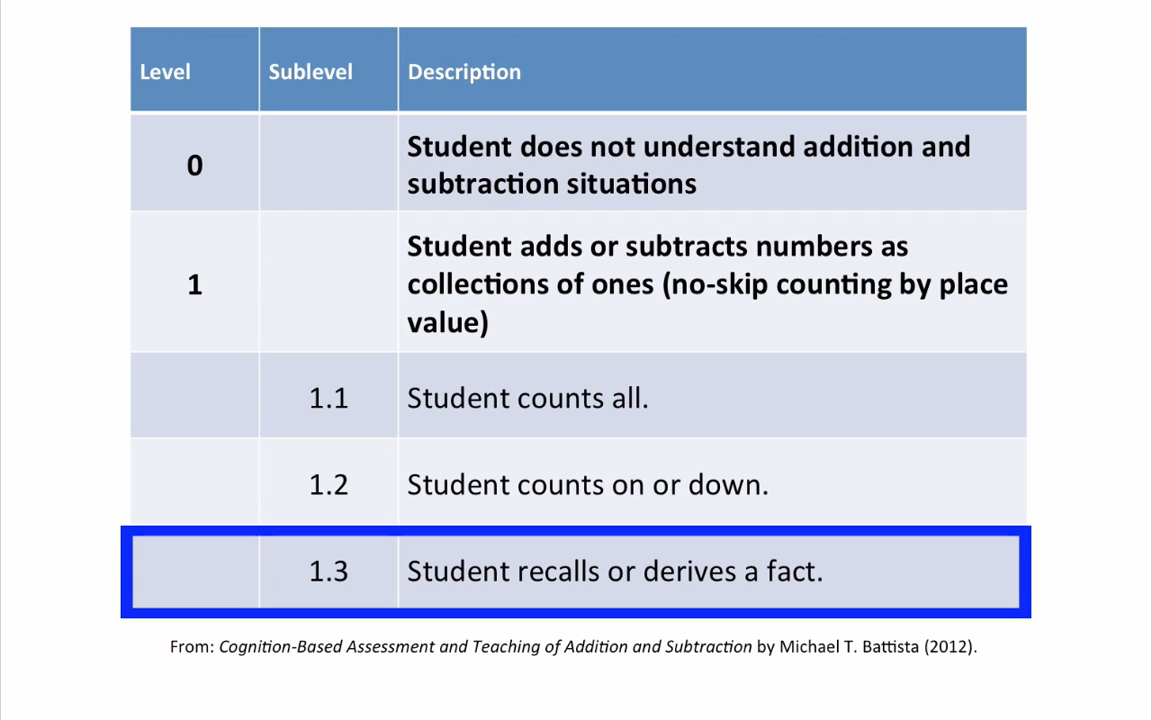 Level Sublevel Description
0 Student does not understand addition and
subtraction situations
Student adds or subtracts numbers as
1 collections of ones (no-skip counting by place
value)
1.1 Student counts all.
1.2 Student counts on or down.
1.3 Student recalls or derives a fact.
From: Cognition-Based Assessment and Teaching of Addition and Subtraction by Michael T. Battista (2012).